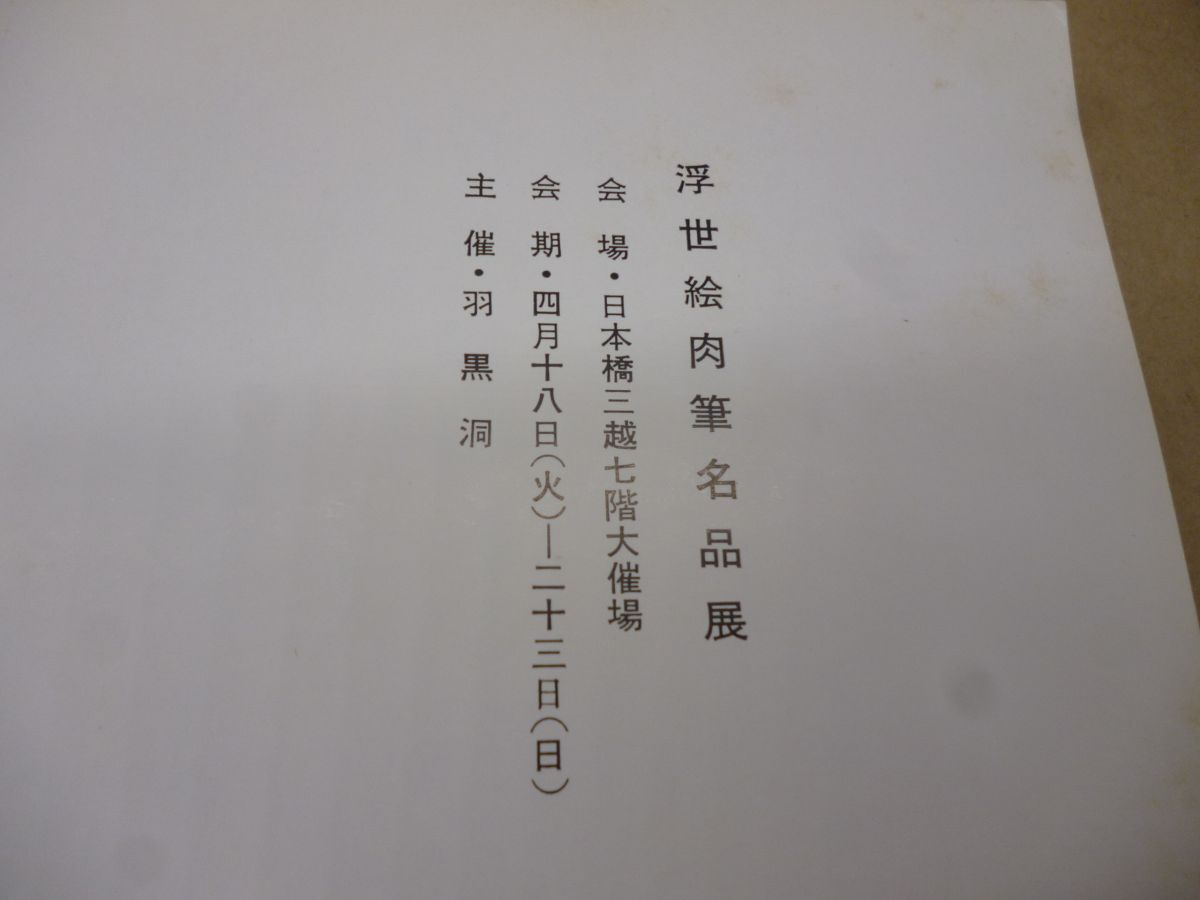 浮世絵肉筆名品展
会場・日本橋三越七階大催場
会期・四月十八日(火)―二十三日(日)
主催・羽黒洞